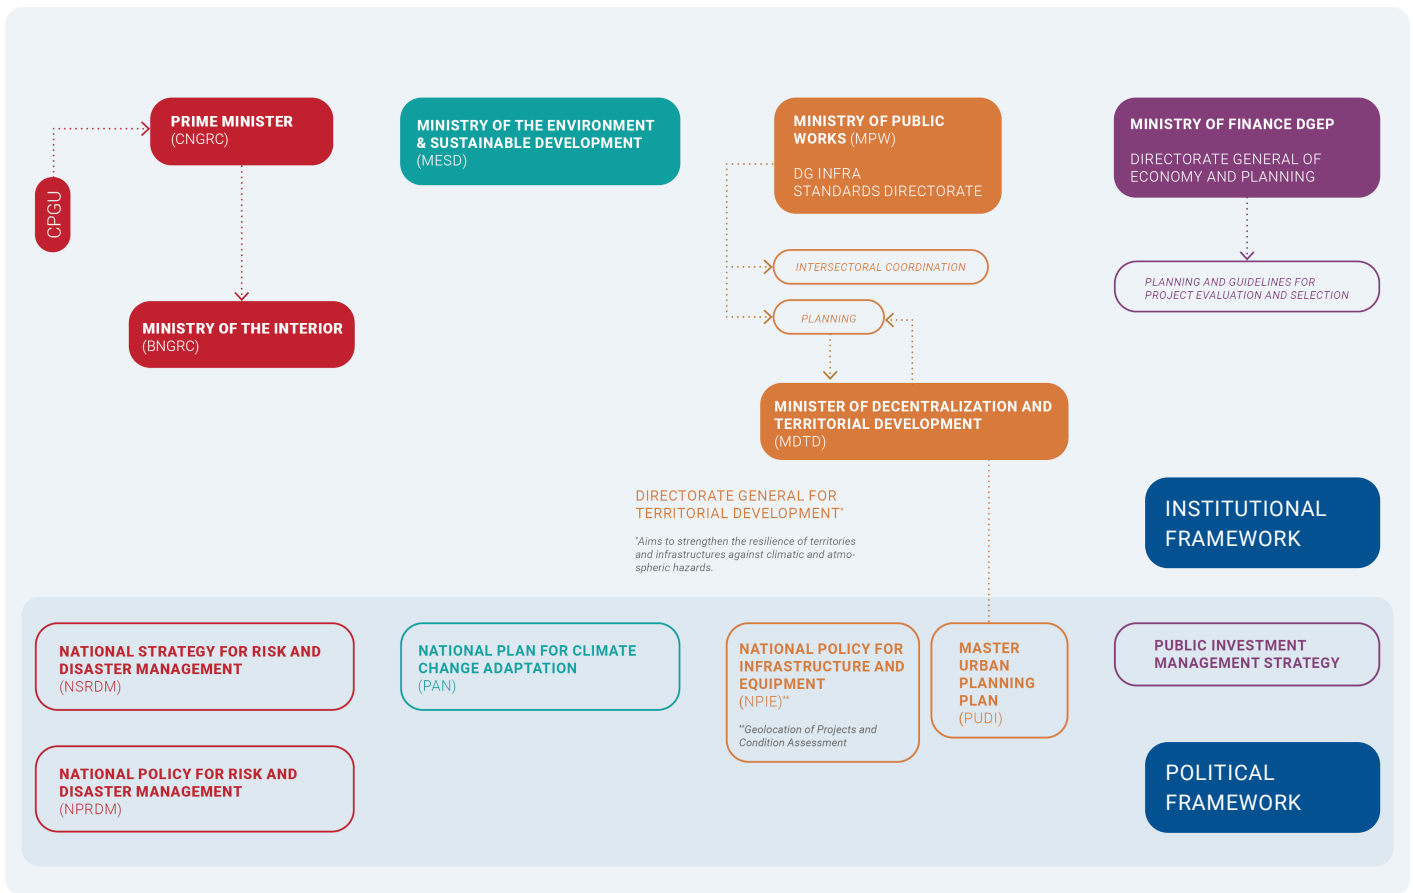 PRIME MINISTER
(CNGRC)
CPGU
MINISTRY OF THE INTERIOR
(BNGRC)
MINISTRY OF THE ENVIRONMENT
& SUSTAINABLE DEVELOPMENT
(MESD)
MINISTRY OF PUBLIC
WORKS (MPW)
DG INFRA
STANDARDS DIRECTORATE
INTERSECTORAL COORDINATION
PLANNING
MINISTER OF DECENTRALIZATION AND
TERRITORIAL DEVELOPMENT
(MDTD)
DIRECTORATE GENERAL FOR
TERRITORIAL DEVELOPMENT*
*Aims to strengthen the resilience of territories
and infrastructures against climatic and atmo-
spheric hazards.
MINISTRY OF FINANCE DGEP
DIRECTORATE GENERAL OF
ECONOMY AND PLANNING
PLANNING AND GUIDELINES FOR
PROJECT EVALUATION AND SELECTION
INSTITUTIONAL
FRAMEWORK
NATIONAL STRATEGY FOR RISK AND
DISASTER MANAGEMENT
(NSRDM)
NATIONAL POLICY FOR RISK AND
DISASTER MANAGEMENT
(NPRDM)
NATIONAL PLAN FOR CLIMATE
CHANGE ADAPTATION
(PAN)
NATIONAL POLICY FOR
INFRASTRUCTURE AND
EQUIPMENT
(NPIE)**
**Geolocation of Projects and
Condition Assessment
MASTER
URBAN
PLANNING
PLAN
(PUDI)
PUBLIC INVESTMENT
MANAGEMENT STRATEGY
POLITICAL
FRAMEWORK